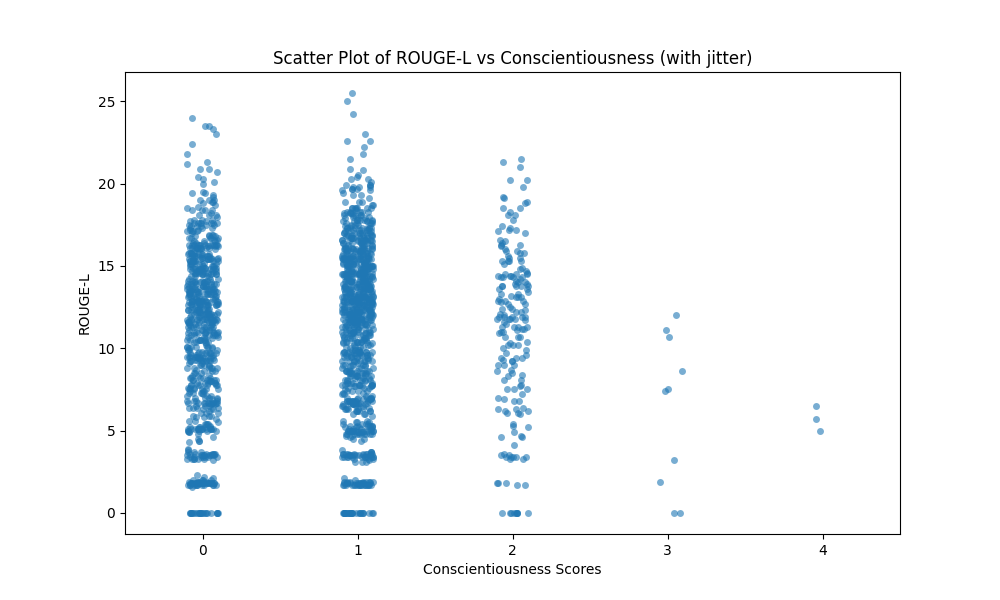 Scatter Plot of ROUGE-L vs Conscientiousness (with jitter)
25
20
15
10
5
0
ROUGE-L
0 1 2 3 4
Conscientiousness Scores